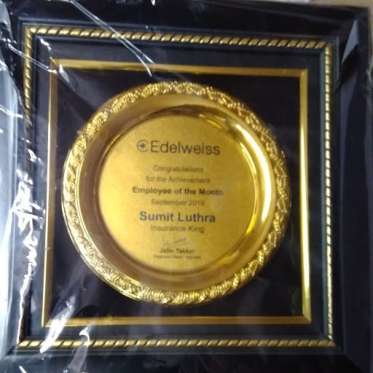 Edelweiss
Congratulations
for the Achievement
Employee of the Month
September 2019
Sumit Luthra
Insurance King